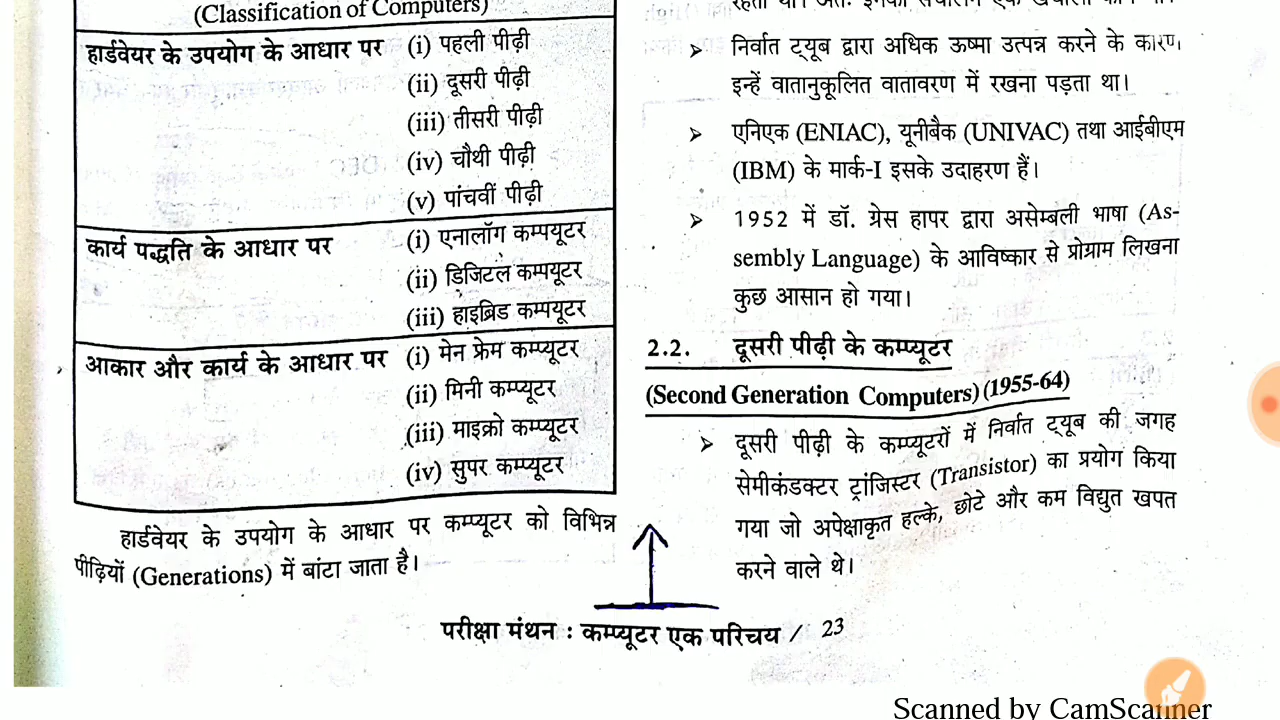 (Classification of Computers)
हार्डवेयर के उपयोग के आधार पर (i) पहली पीढ़ी
(ii) दूसरी पीढ़ी
(iii) तीसरी पीढ़ी
(iv) चौथी पीढ़ी
(v) पांचवीं पीढ़ी
कार्य पद्धति के आधार पर (i) एनालॉग कम्पयूटर
(ii) डिजिटल कम्पयूटर
(iii) हाइब्रिड कम्पयूटर
आकार और कार्य के आधार पर (i) मेन फ्रेम कम्प्यूटर
(ii) मिनी कम्प्यूटर
(iii) माइक्रो कम्प्यूटर
(iv) सुपर कम्प्यूटर
हार्डवेयर के उपयोग के आधार पर कम्प्यूटर को विभिन्न
पीढ़ियों (Generations) में बांटा जाता है।
➢ निर्वात ट्यूब द्वारा अधिक ऊष्मा उत्पन्न करने के कारण
इन्हें वातानुकूलित वातावरण में रखना पड़ता था।
➢ एनिएक (ENIAC), यूनीबैक (UNIVAC) तथा आईबीएम
(IBM) के मार्क-I इसके उदाहरण हैं।
➢ 1952 में डॉ. ग्रेस हापर द्वारा असेम्बली भाषा (As-
sembly Language) के आविष्कार से प्रोग्राम लिखना
कुछ आसान हो गया।
2.2. दूसरी पीढ़ी के कम्प्यूटर
(Second Generation Computers) (1955-64)
➢ दूसरी पीढ़ी के कम्प्यूटरों में निर्वात ट्यूब की जगह
सेमीकंडक्टर ट्रांजिस्टर (Transistor) का प्रयोग किया
गया जो अपेक्षाकृत हल्के, छोटे और कम विद्युत खपत
करने वाले थे।
परीक्षा मंथन : कम्प्यूटर एक परिचय / 23
Scanned by CamScanner